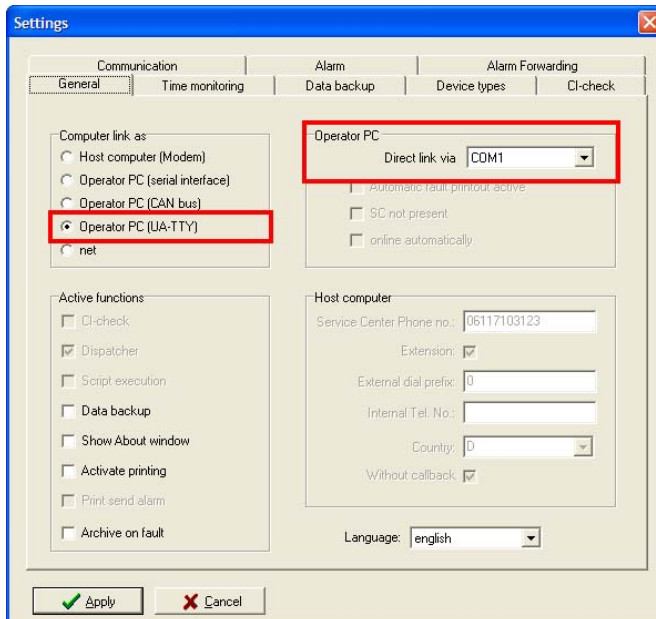 Settings
Communication Alarm Alarm Forwarding
General Time monitoring Data backup Device types CI-check
Computer link as
Host computer (Modem)
Operator PC (serial interface)
Operator PC (CAN bus)
Operator PC (UA-TTY)
net
Operator PC
Direct link via COM1
Automatic fault printout active
SC not present
online automatically
Active functions
CI-check
Dispatcher
Script execution
Data backup
Show About window
Activate printing
Print send alarm
Archive on fault
Host computer
Service Center Phone no.: 06117103123
Extension:
External dial prefix: 0
Internal Tel. No.:
Country: D
Without callback
Language: english
Apply Cancel